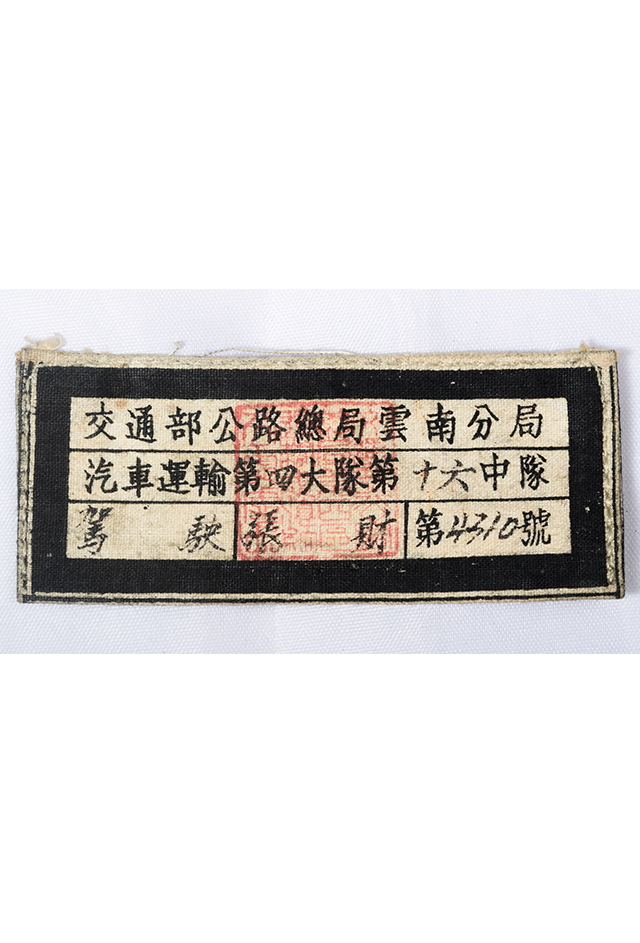 交通部公路總局雲南分局
汽車運輸第四大隊第十六中隊
駕駛 張財 第4310號